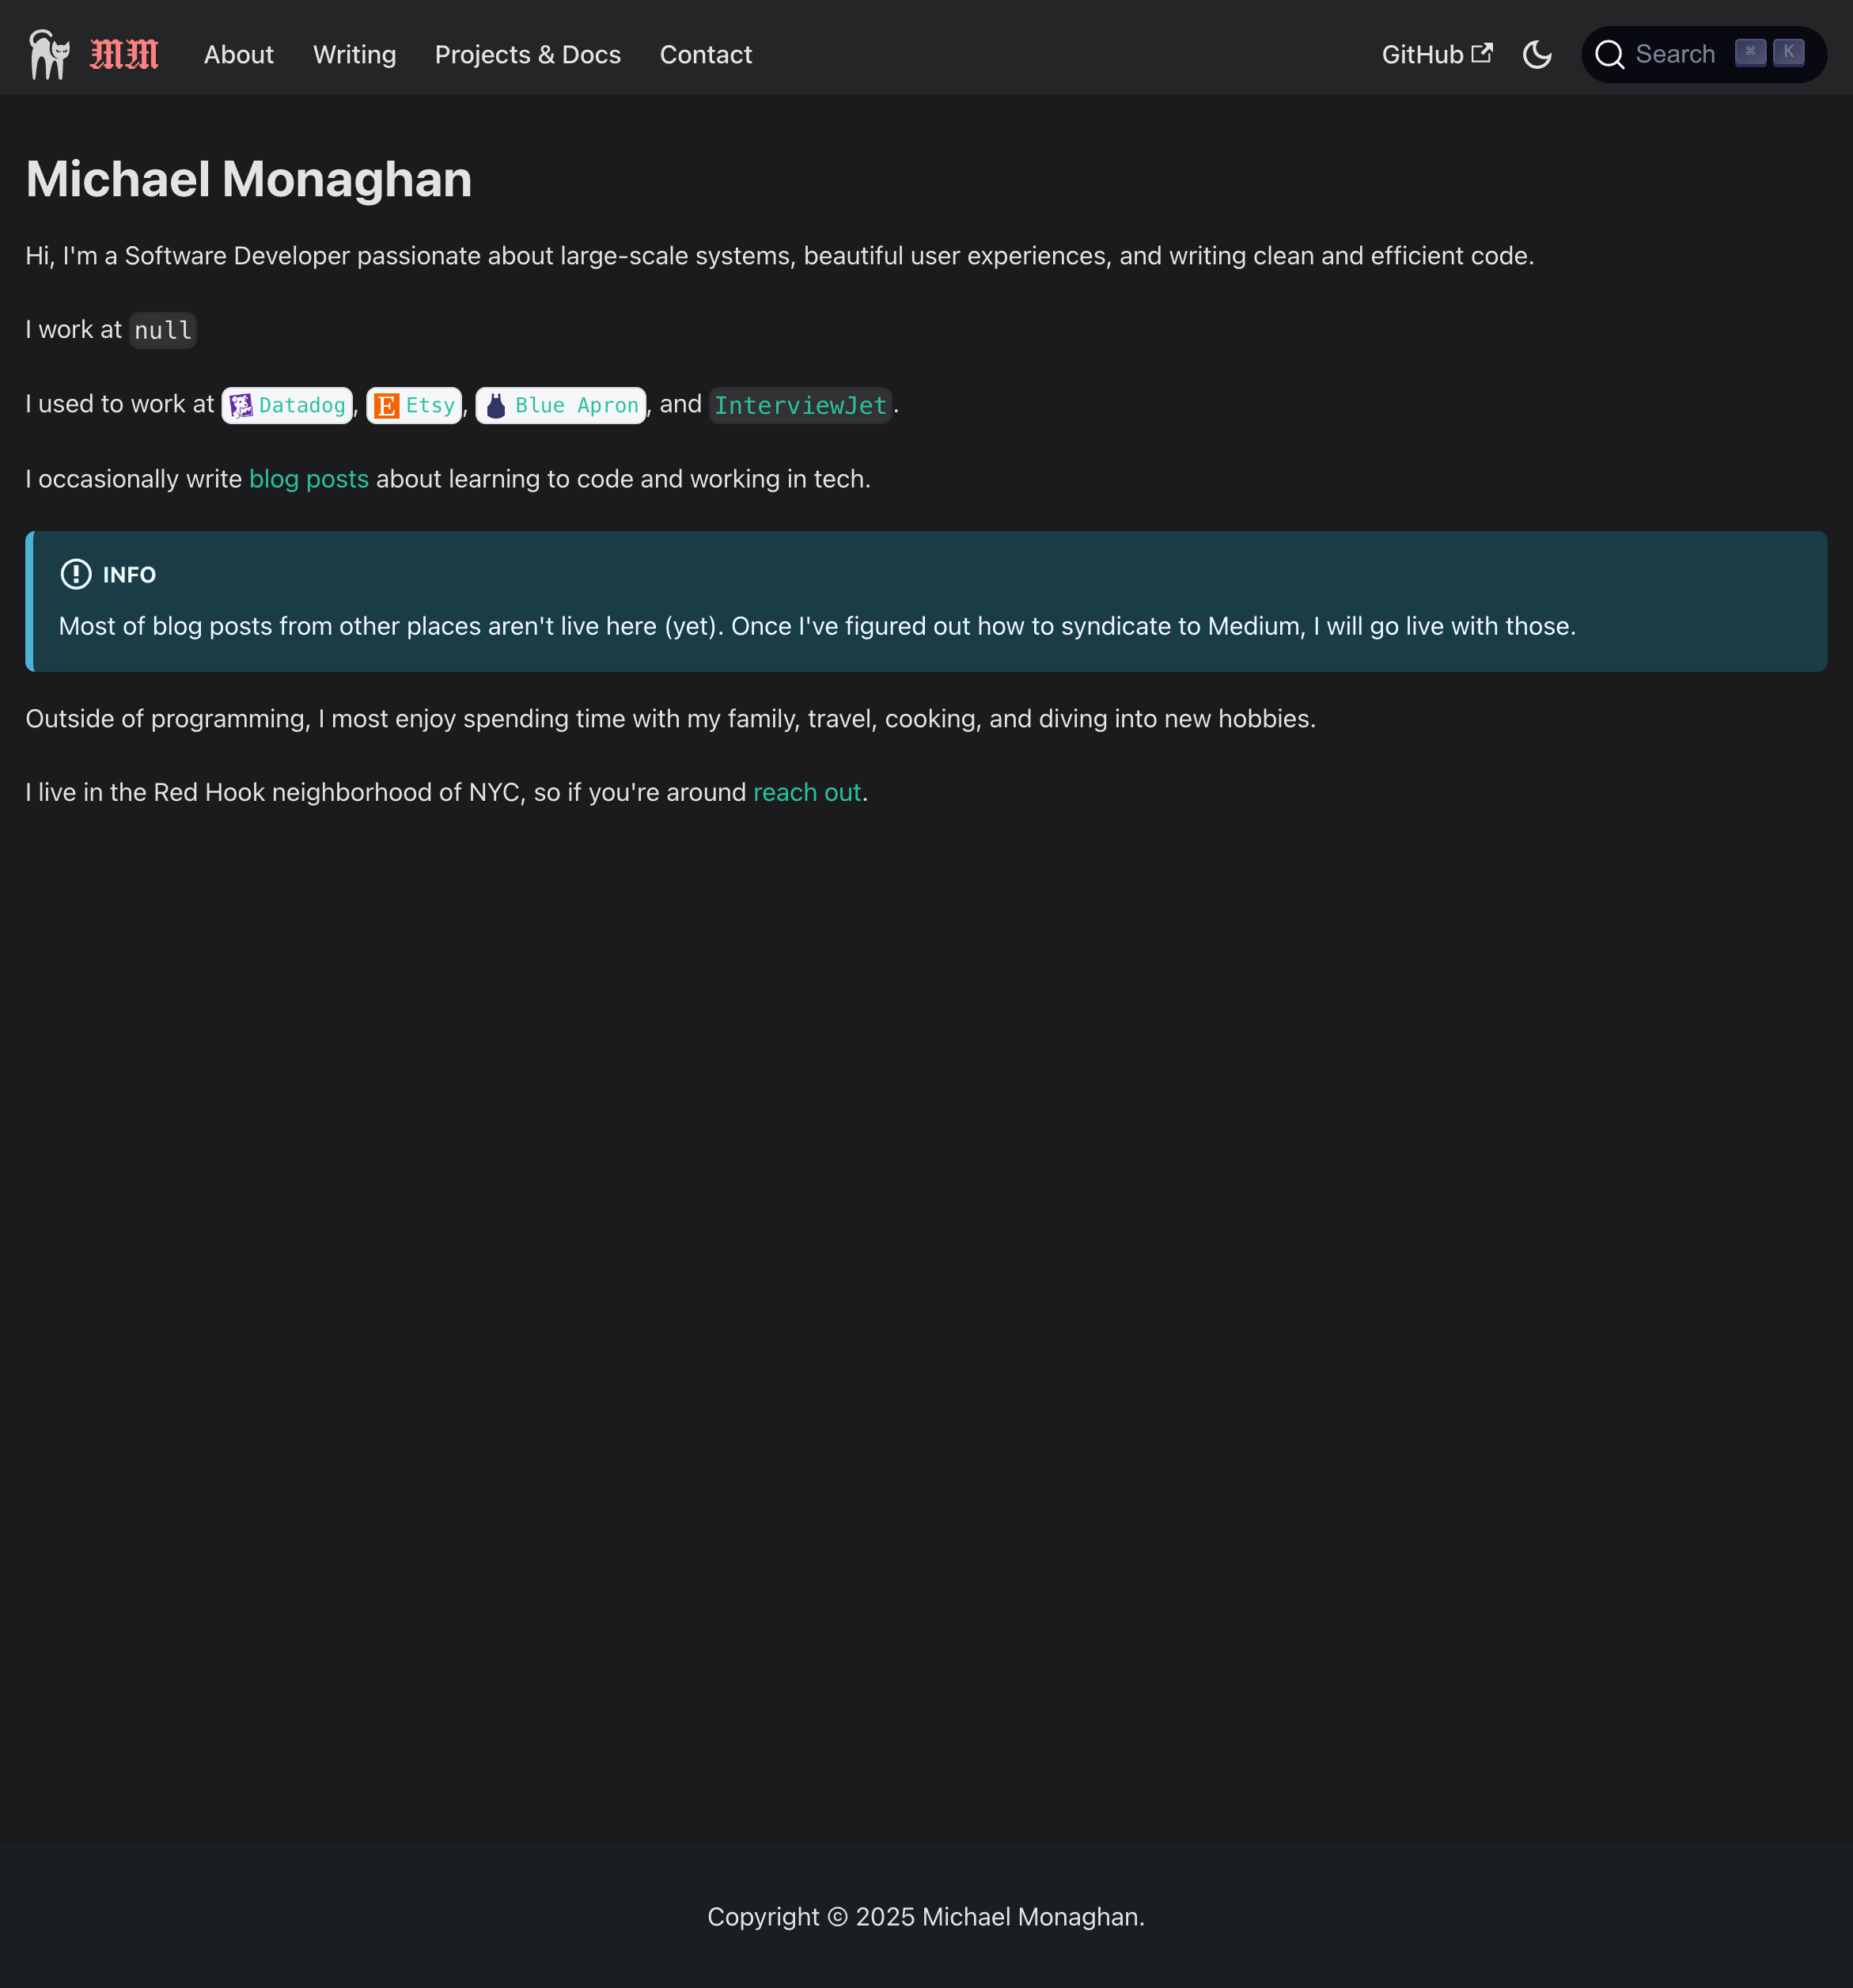 𝕸𝕸 About Writing Projects & Docs Contact GitHub Search ⌘ K
Michael Monaghan
Hi, I'm a Software Developer passionate about large-scale systems, beautiful user experiences, and writing clean and efficient code.
I work at null
I used to work at Datadog, Etsy, Blue Apron, and InterviewJet.
I occasionally write blog posts about learning to code and working in tech.
INFO
Most of blog posts from other places aren't live here (yet). Once I've figured out how to syndicate to Medium, I will go live with those.
Outside of programming, I most enjoy spending time with my family, travel, cooking, and diving into new hobbies.
I live in the Red Hook neighborhood of NYC, so if you're around reach out.
Copyright © 2025 Michael Monaghan.